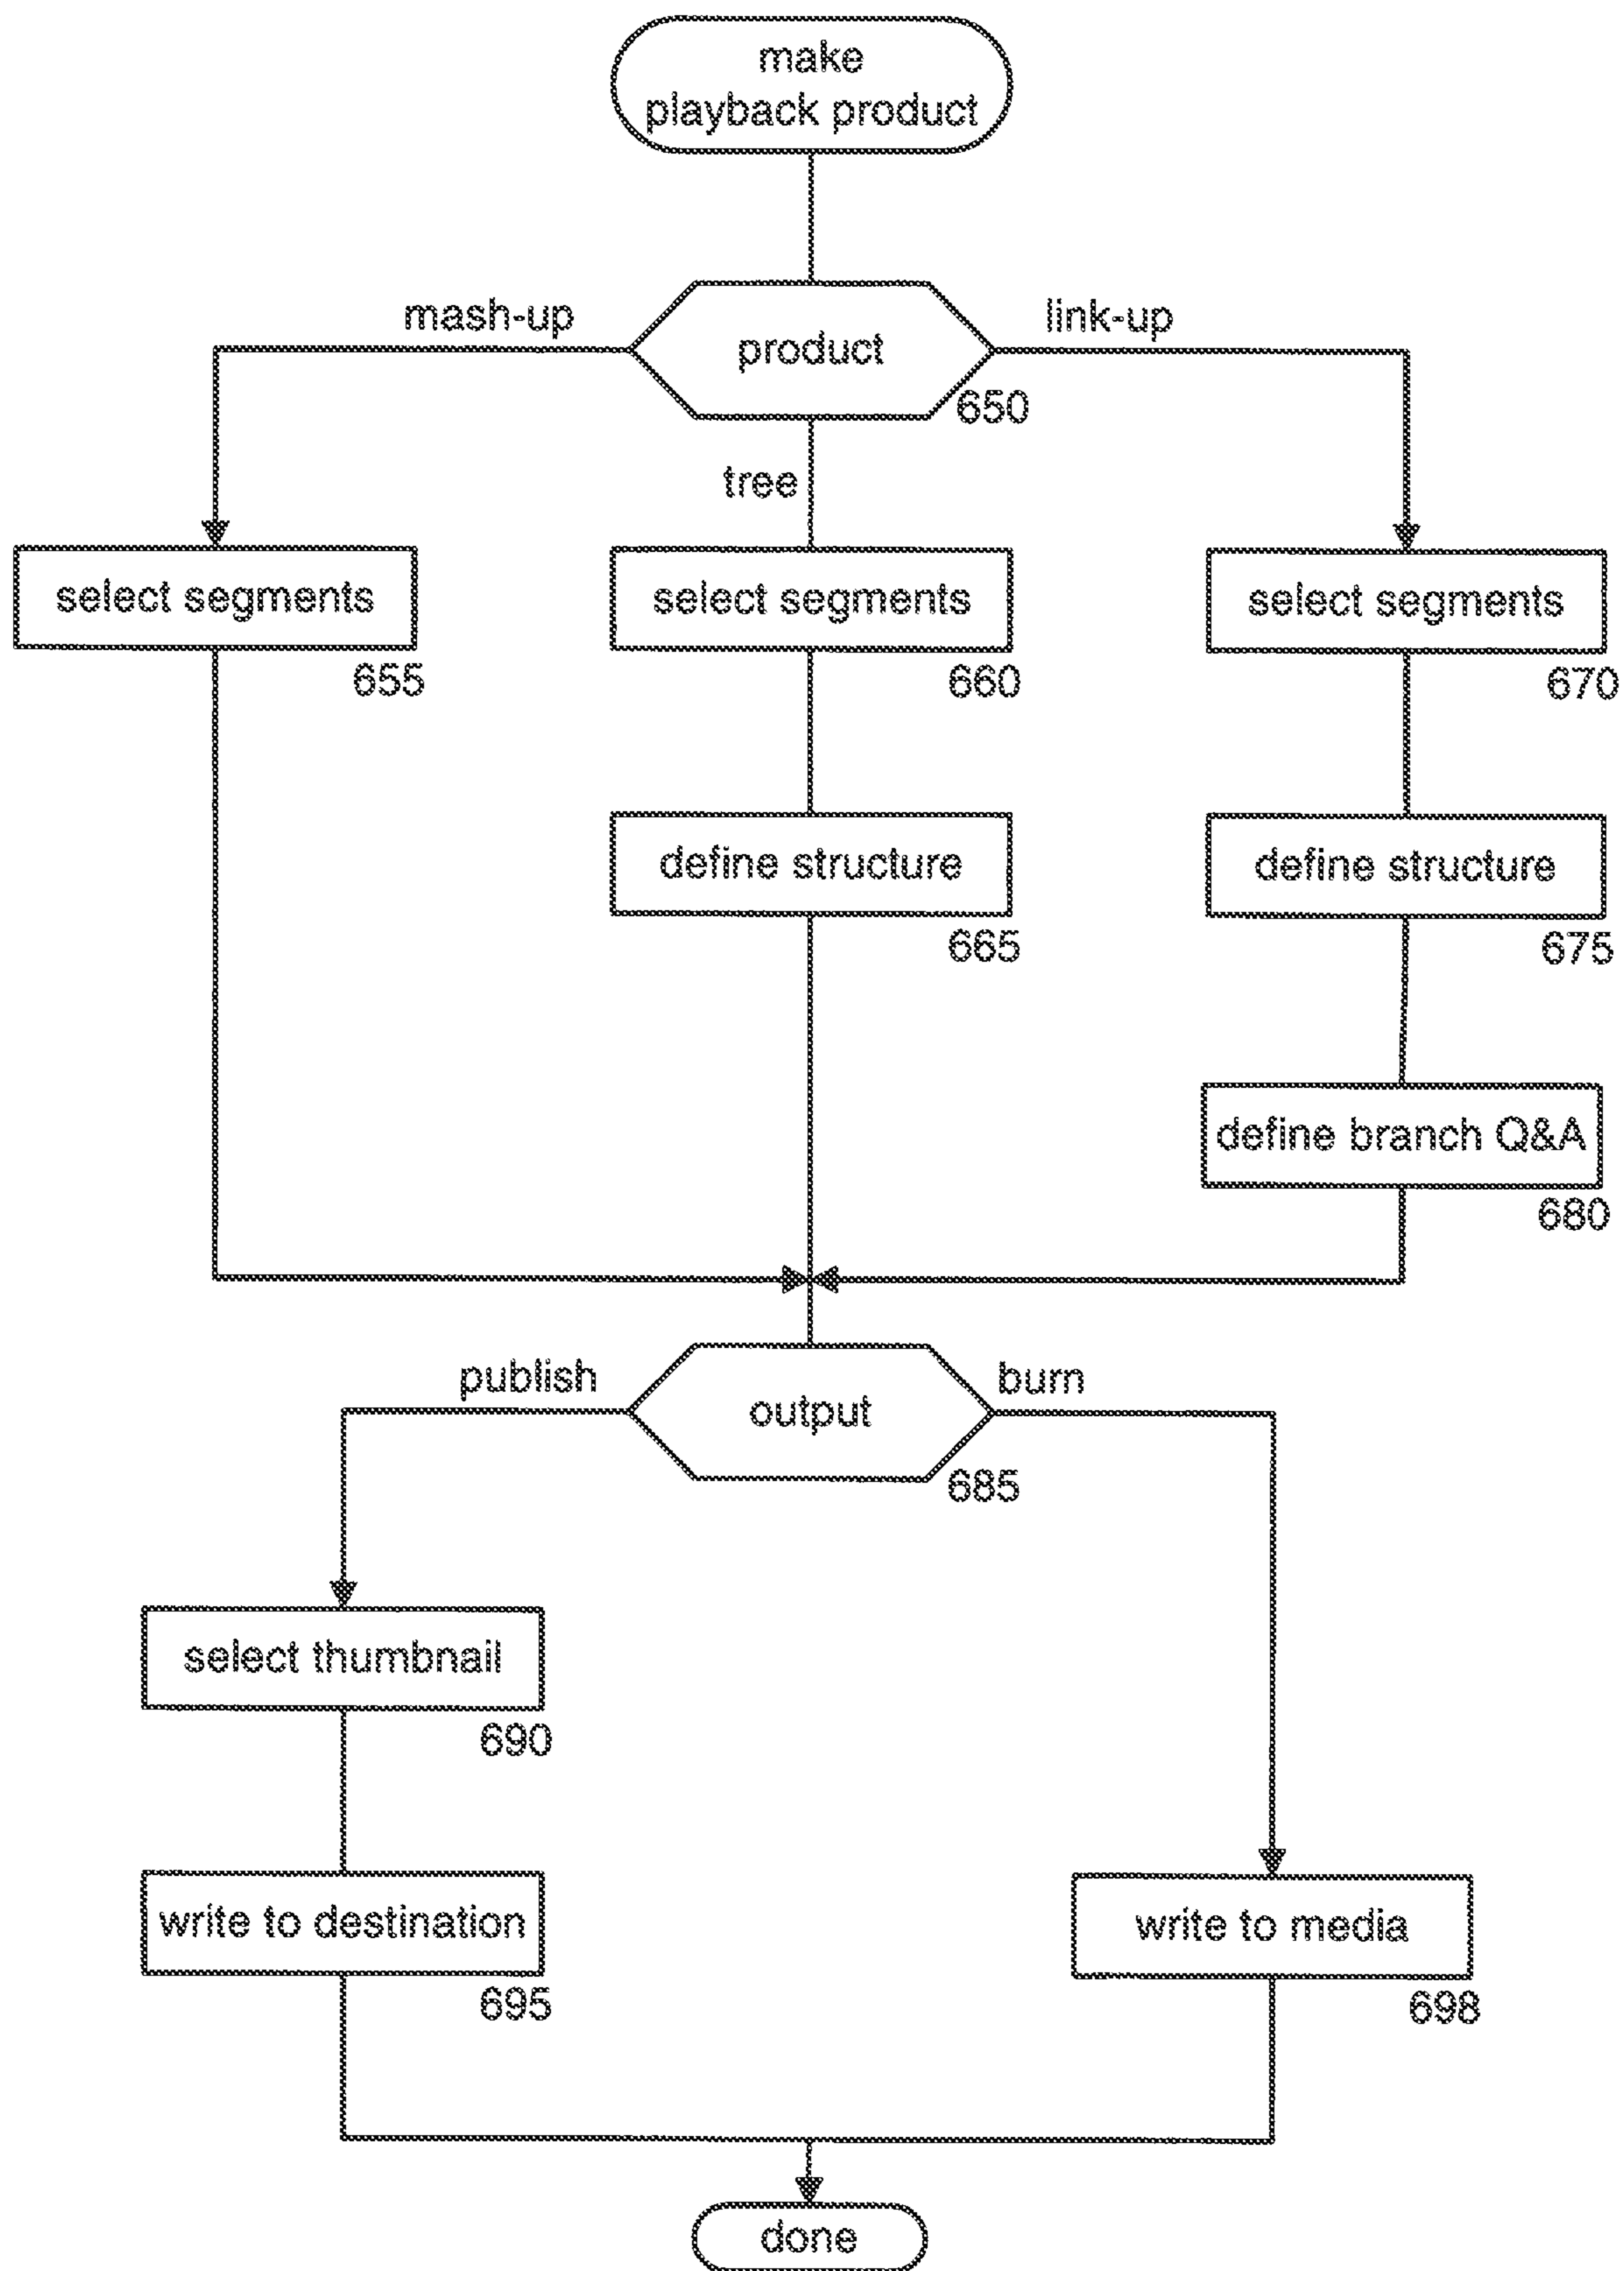 make
playback product
mash-up
link-up
product
650
tree
select segments
select segments
select segments
655
660
670
define structure
define structure
665
675
define branch Q&A
680
publish
burn
output
685
select thumbnail
690
write to destination
write to media
695
698
done